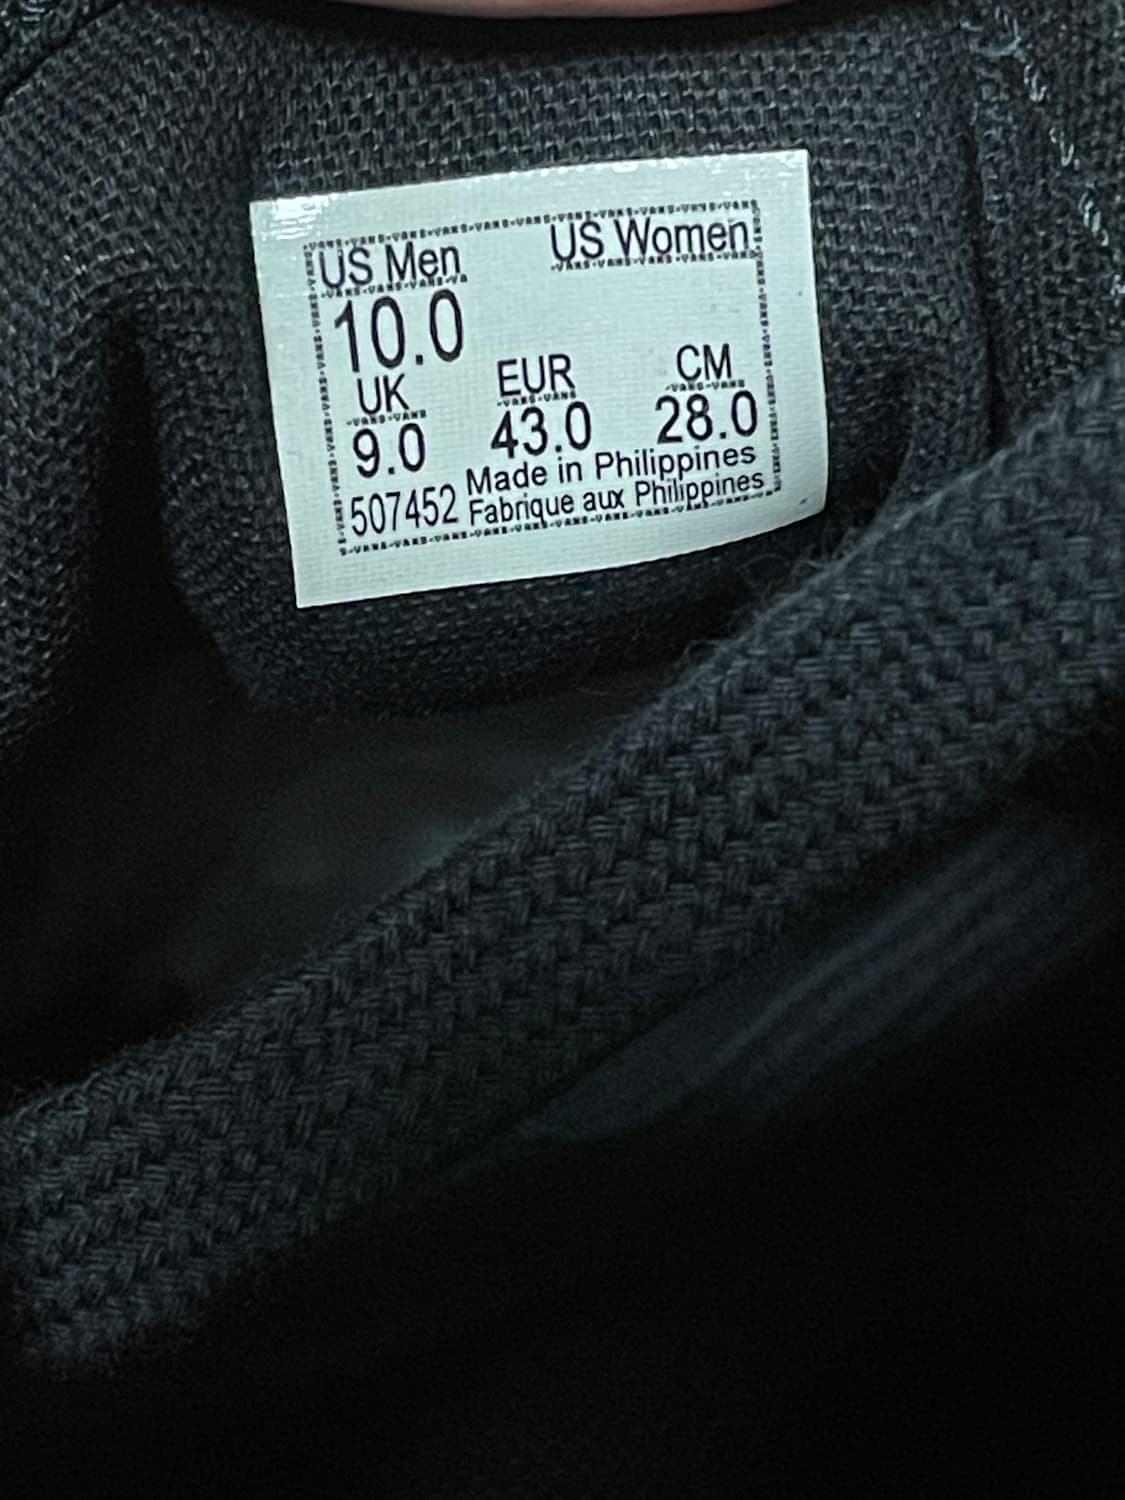 US Men US Women
10.0
UK EUR CM
9.0 43.0 28.0
Made in Philippines
507452 Fabrique aux Philippines